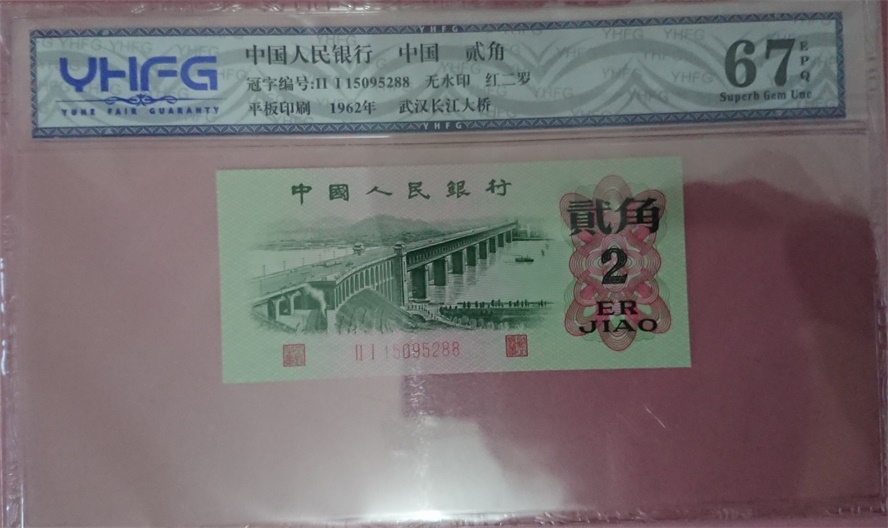 YHFG
YHFG
TUHE FAIR GUARANTY
中国人民银行 中国 贰角
冠字编号:II I 15095288 无水印 红二罗
平板印刷 1962年 武汉长江大桥
67 EPQ
Superb Gem Unc
YHFG
中國人民銀行
貳角
2
ER
JIAO
II I 15095288